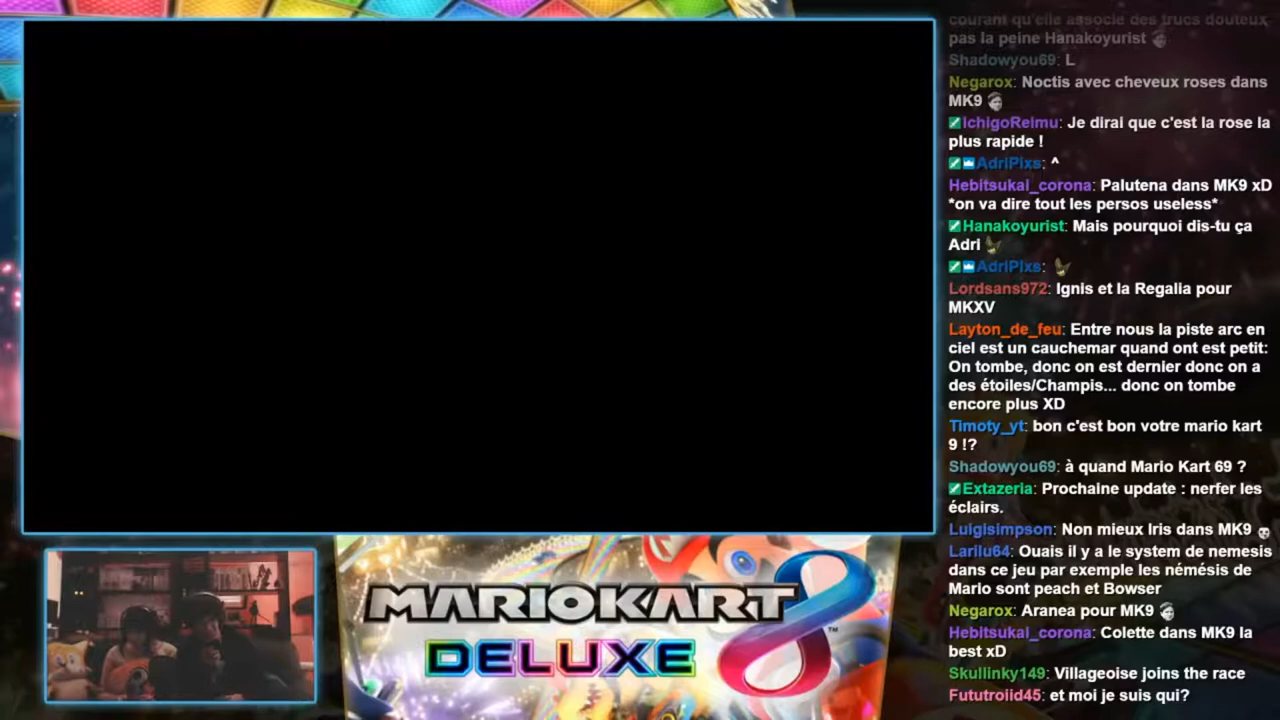 courant qu'elle associe des trucs douteux
pas la peine Hanakoyurist
Shadowyou69: L
Negarox: Noctis avec cheveux roses dans
MK9
IchigoReimu: Je dirai que c'est la rose la
plus rapide !
AdriPixs: ^
Hebitsukai_corona: Palutena dans MK9 xD
*on va dire tout les persos useless*
Hanakoyurist: Mais pourquoi dis-tu ça
Adri
AdriPixs:
Lordsans972: Ignis et la Regalia pour
MKXV
Layton_de_feu: Entre nous la piste arc en
ciel est un cauchemar quand ont est petit:
On tombe, donc on est dernier donc on a
des étoiles/Champis... donc on tombe
encore plus XD
Timoty_yt: bon c'est bon votre mario kart
9 !?
Shadowyou69: à quand Mario Kart 69 ?
Extazeria: Prochaine update : nerfer les
éclairs.
Luigisimpson: Non mieux Iris dans MK9
Larilu64: Ouais il y a le system de nemesis
dans ce jeu par exemple les némésis de
Mario sont peach et Bowser
Negarox: Aranea pour MK9
Hebitsukai_corona: Colette dans MK9 la
best xD
Skullinky149: Villageoise joins the race
Fututroiid45: et moi je suis qui?
MARIOKART 8
DELUXE
TM